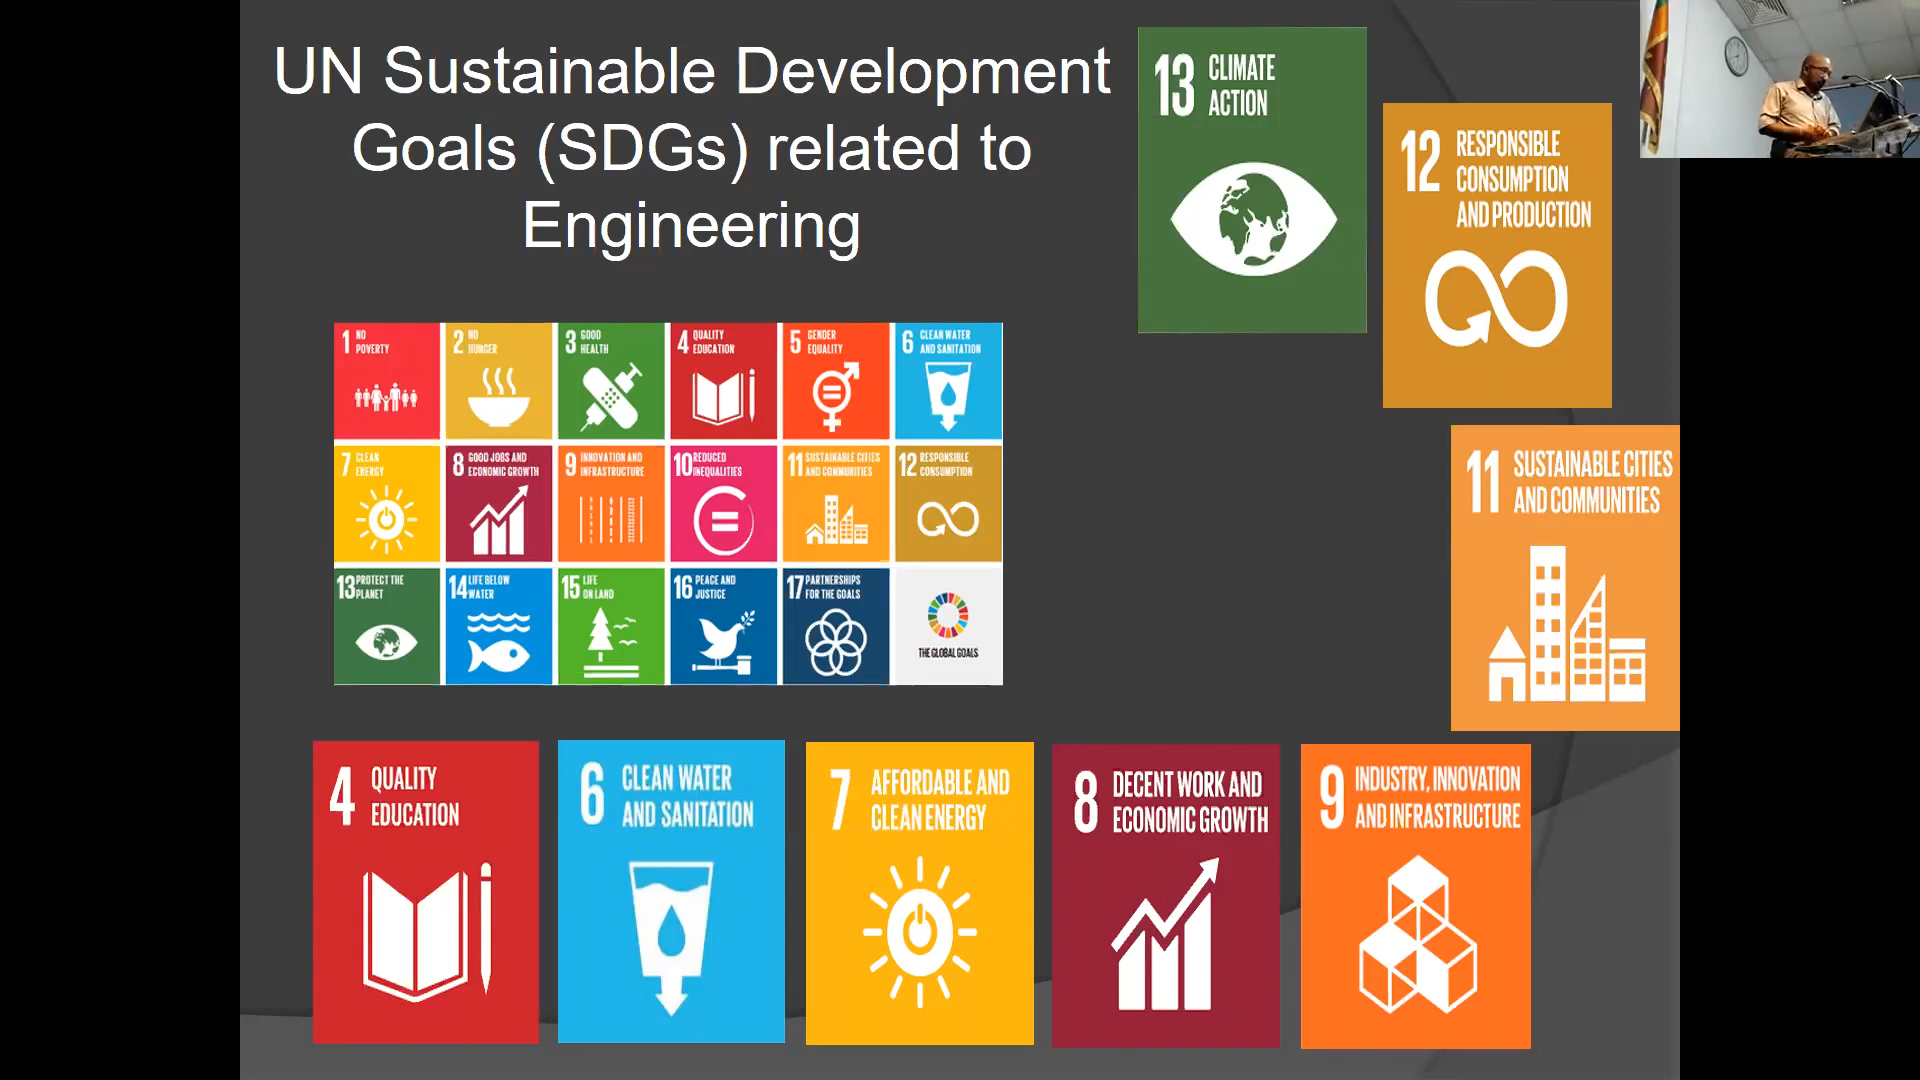 UN Sustainable Development
Goals (SDGs) related to
Engineering
13 CLIMATE
ACTION
12 RESPONSIBLE
CONSUMPTION
AND PRODUCTION
11 SUSTAINABLE CITIES
AND COMMUNITIES
1 NO
POVERTY
2 NO
HUNGER
3 GOOD
HEALTH
4 QUALITY
EDUCATION
5 GENDER
EQUALITY
6 CLEAN WATER
AND SANITATION
7 CLEAN
ENERGY
8 GOOD JOBS AND
ECONOMIC GROWTH
9 INNOVATION AND
INFRASTRUCTURE
10 REDUCED
INEQUALITIES
11 SUSTAINABLE CITIES
AND COMMUNITIES
12 RESPONSIBLE
CONSUMPTION
13 PROTECT THE
PLANET
14 LIFE BELOW
WATER
15 LIFE
ON LAND
16 PEACE AND
JUSTICE
17 PARTNERSHIPS
FOR THE GOALS
THE GLOBAL GOALS
4 QUALITY
EDUCATION
6 CLEAN WATER
AND SANITATION
7 AFFORDABLE AND
CLEAN ENERGY
8 DECENT WORK AND
ECONOMIC GROWTH
9 INDUSTRY, INNOVATION
AND INFRASTRUCTURE